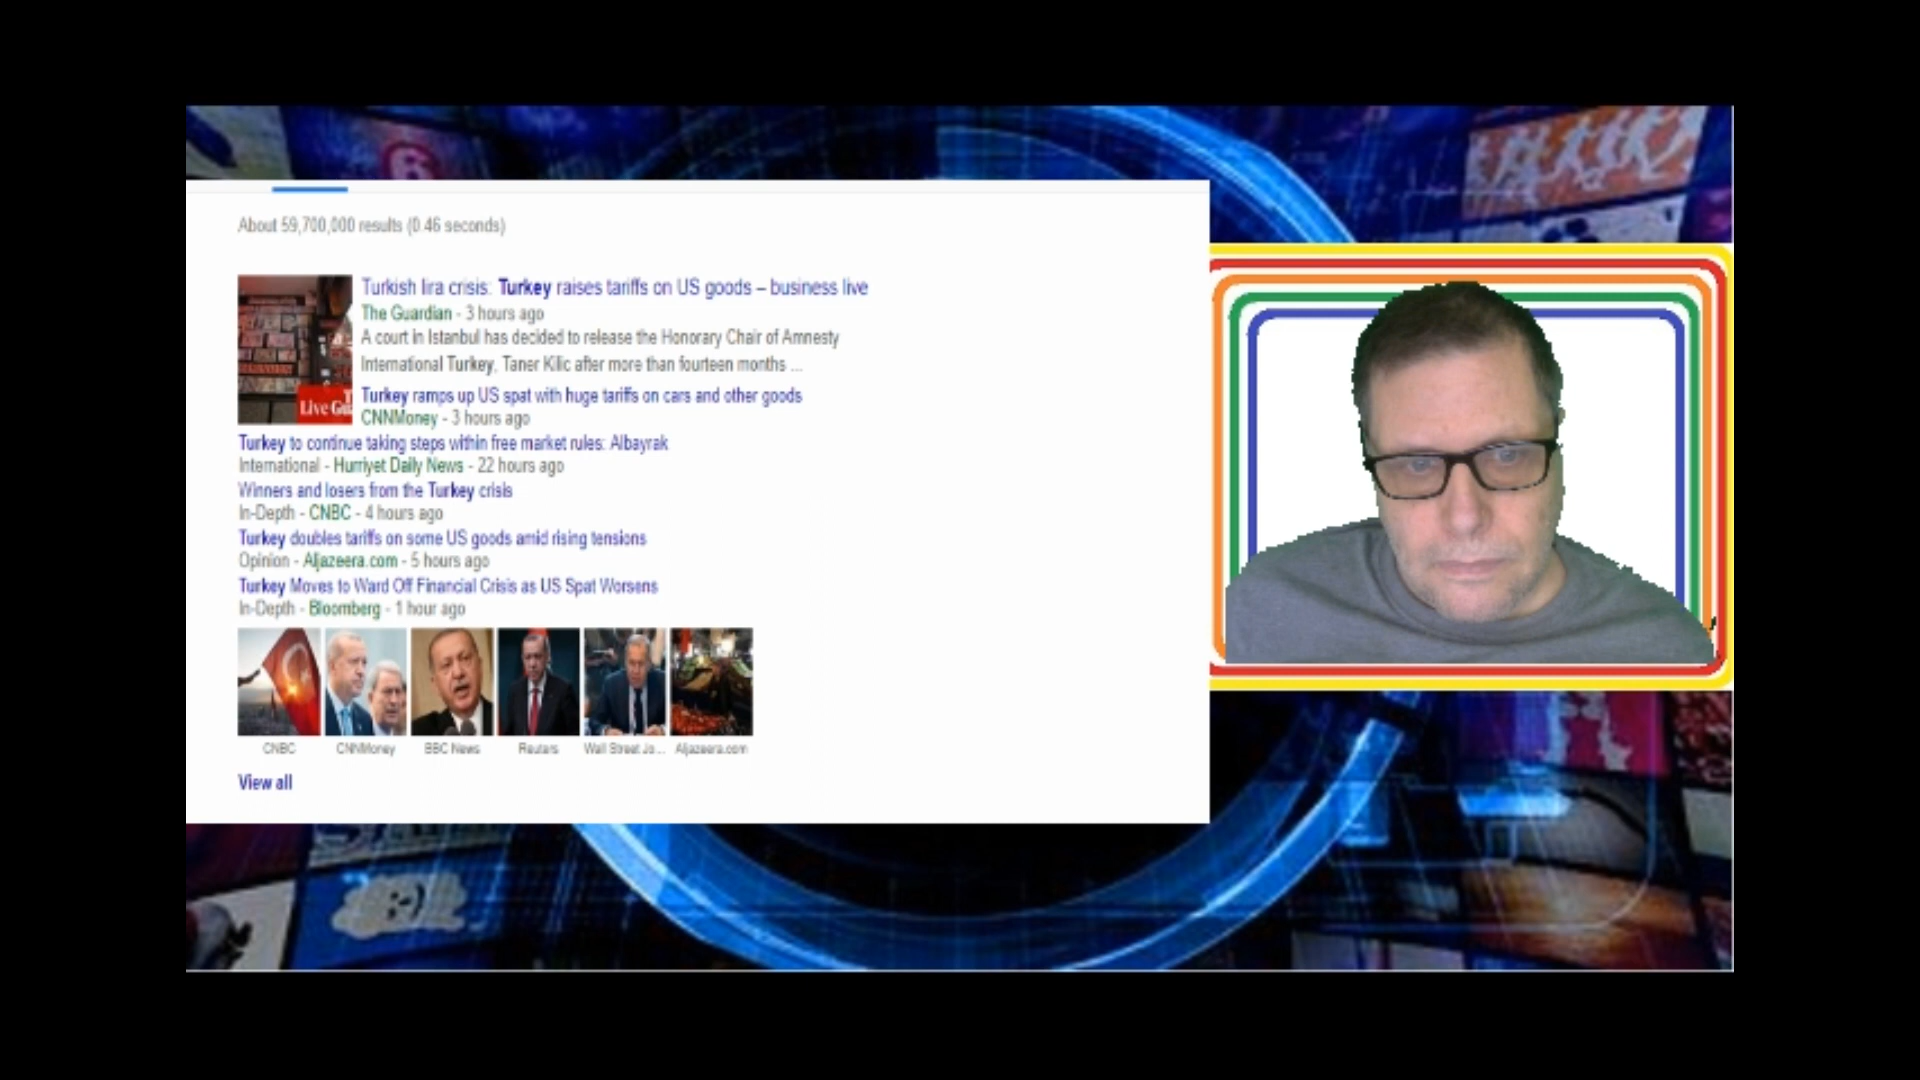 About 59,700,000 results (0.46 seconds)
Turkish lira crisis: Turkey raises tariffs on US goods – business live
The Guardian - 3 hours ago
A court in Istanbul has decided to release the Honorary Chair of Amnesty
International Turkey, Taner Kilic after more than fourteen months ...
Live
Turkey ramps up US spat with huge tariffs on cars and other goods
CNNMoney - 3 hours ago
Turkey to continue taking steps within free market rules: Albayrak
International - Hurriyet Daily News - 22 hours ago
Winners and losers from the Turkey crisis
In-Depth - CNBC - 4 hours ago
Turkey doubles tariffs on some US goods amid rising tensions
Opinion - Aljazeera.com - 5 hours ago
Turkey Moves to Ward Off Financial Crisis as US Spat Worsens
In-Depth - Bloomberg - 1 hour ago
CNBC CNNMoney BBC News Reuters Wall Street Jo... Aljazeera.com
View all